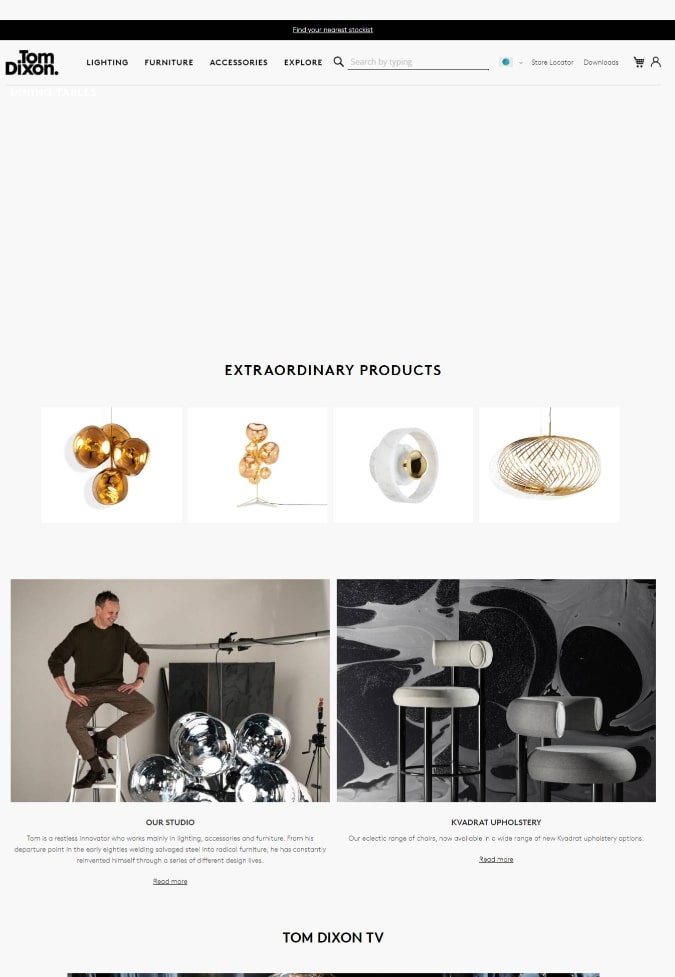 Find your nearest stockist
Tom
Dixon.
LIGHTING FURNITURE ACCESSORIES EXPLORE Search by typing Store Locator Downloads
DINING TABLES
EXTRAORDINARY PRODUCTS
OUR STUDIO
Tom is a restless innovator who works mainly in lighting, accessories and furniture. From his
departure point in the early eighties welding salvaged steel into radical furniture, he has constantly
reinvented himself through a series of different design lives.
Read more
KVADRAT UPHOLSTERY
Our eclectic range of chairs, now available in a wide range of new Kvadrat upholstery options.
Read more
TOM DIXON TV